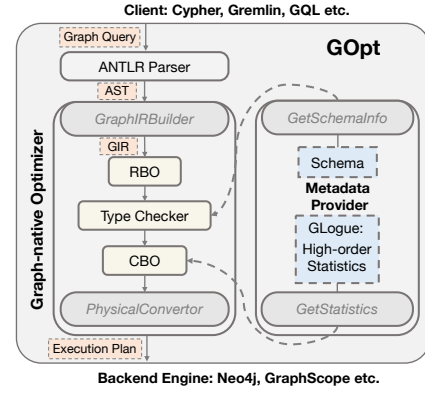 Client: Cypher, Gremlin, GQL etc.
Graph Query
GOpt
ANTLR Parser
AST
GraphIRBuilder
GetSchemaInfo
GIR
RBO
Schema
Type Checker
Metadata
Provider
GLogue:
High-order
Statistics
CBO
Graph-native Optimizer
PhysicalConvertor
GetStatistics
Execution Plan
Backend Engine: Neo4j, GraphScope etc.